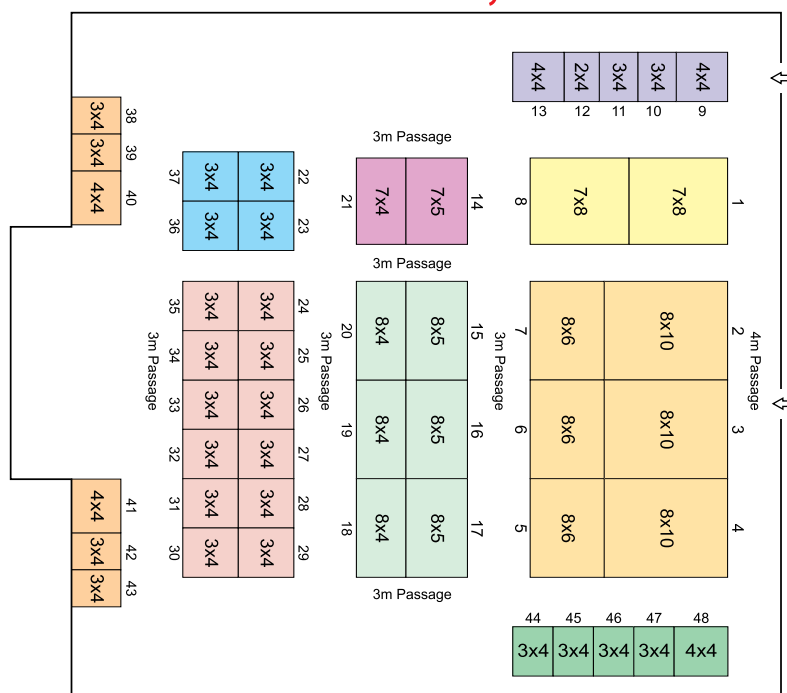 4x4 2x4 3x4 3x4 4x4
13 12 11 10 9
3x4 38
3x4 39
4x4 40
3m Passage
37 3x4 3x4 22
36 3x4 3x4 23
21 7x4 7x5 14
8 7x8 7x8 1
3m Passage
35 3x4 3x4 24
34 3x4 3x4 25
33 3x4 3x4 26
32 3x4 3x4 27
31 3x4 3x4 28
30 3x4 3x4 29
3m Passage
3m Passage
20 8x4 8x5 15
19 8x4 8x5 16
18 8x4 8x5 17
3m Passage
7 8x6 8x10 2
6 8x6 8x10 3
5 8x6 8x10 4
4m Passage
4x4 41
3x4 42
3x4 43
3m Passage
44 45 46 47 48
3x4 3x4 3x4 3x4 4x4